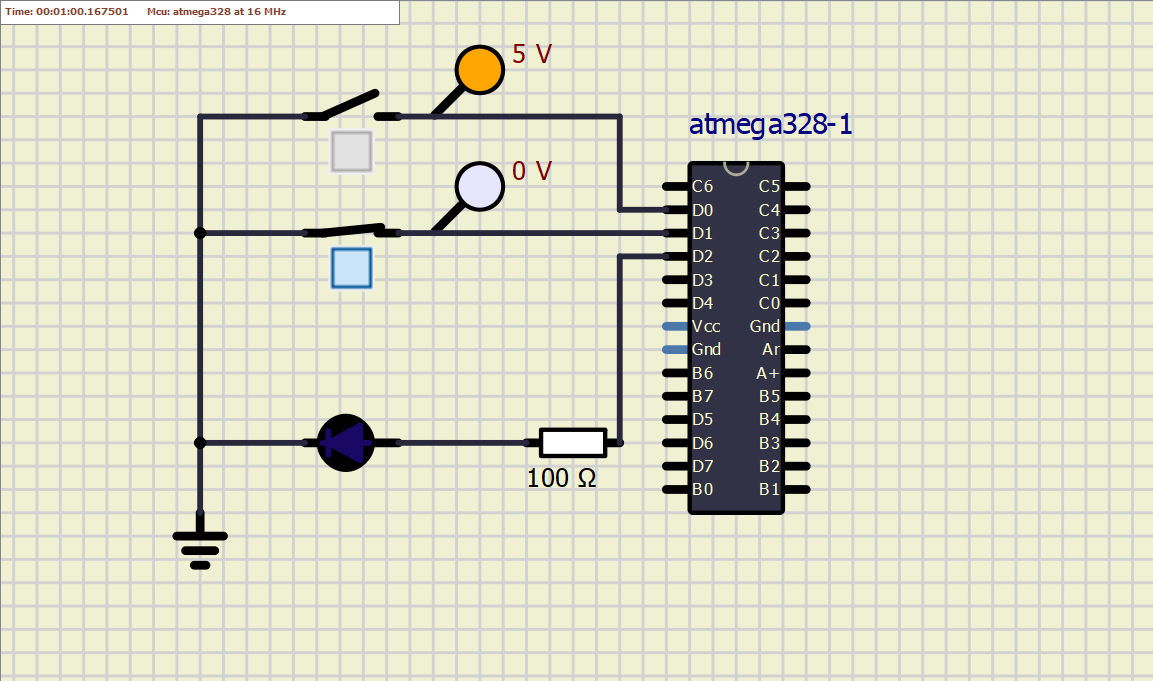 Time: 00:01:00.167501 Mcu: atmega328 at 16 MHz
5 V
0 V
atmega328-1
C6 C5
D0 C4
D1 C3
D2 C2
D3 C1
D4 C0
Vcc Gnd
Gnd Ar
B6 A+
B7 B5
D5 B4
D6 B3
D7 B2
B0 B1
100 Ω